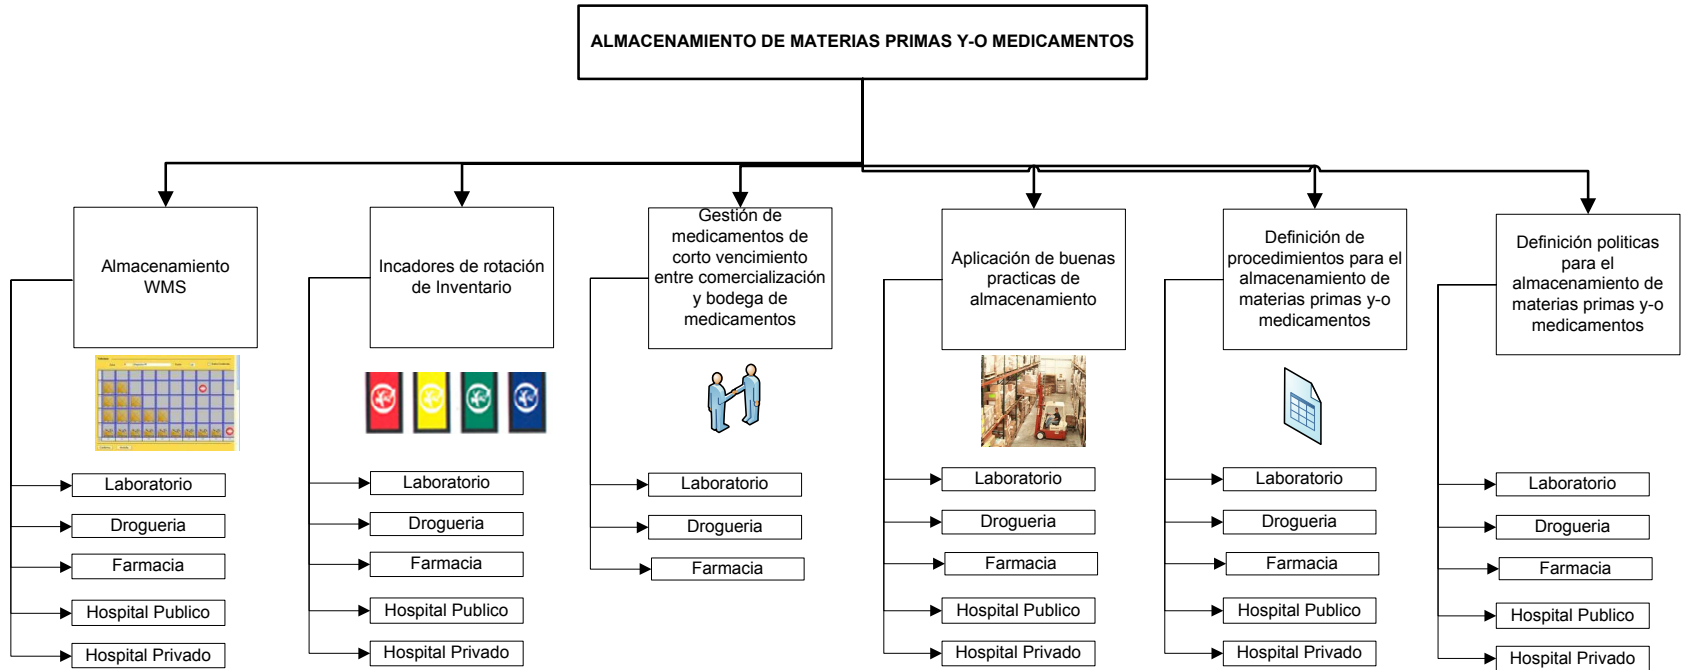 ALMACENAMIENTO DE MATERIAS PRIMAS Y-O MEDICAMENTOS
Almacenamiento
WMS
Laboratorio
Drogueria
Farmacia
Hospital Publico
Hospital Privado
Incadores de rotación
de Inventario
Laboratorio
Drogueria
Farmacia
Hospital Publico
Hospital Privado
Gestión de
medicamentos de
corto vencimiento
entre comercialización
y bodega de
medicamentos
Laboratorio
Drogueria
Farmacia
Aplicación de buenas
practicas de
almacenamiento
Laboratorio
Drogueria
Farmacia
Hospital Publico
Hospital Privado
Definición de
procedimientos para el
almacenamiento de
materias primas y-o
medicamentos
Laboratorio
Drogueria
Farmacia
Hospital Publico
Hospital Privado
Definición politicas
para el
almacenamiento de
materias primas y-o
medicamentos
Laboratorio
Drogueria
Farmacia
Hospital Publico
Hospital Privado